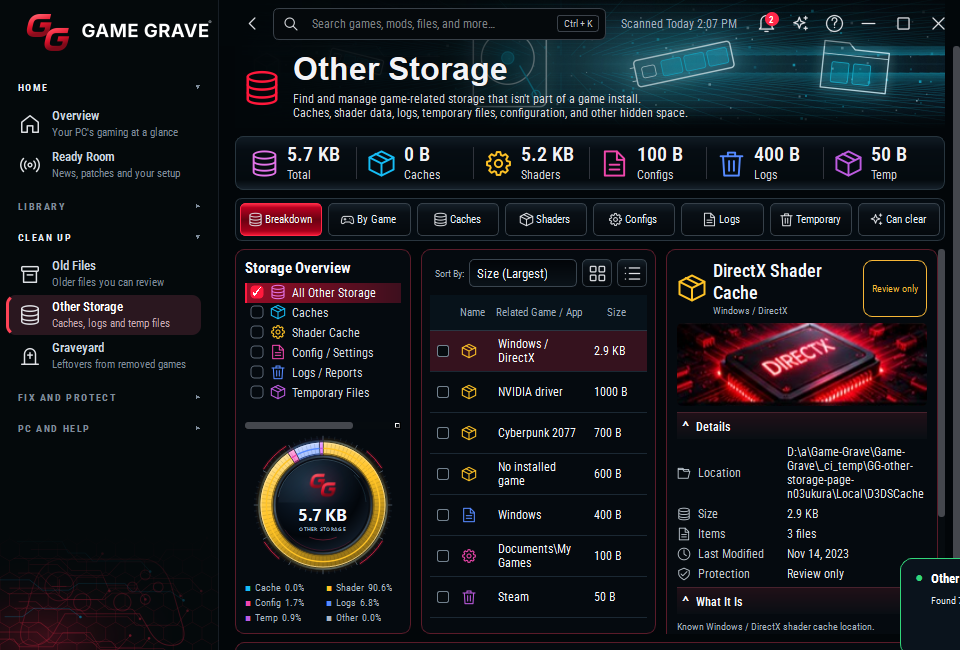 GAME GRAVE
Search games, mods, files, and more...
Ctrl + K
Scanned Today 2:07 PM
2
HOME
Overview
Your PC's gaming at a glance
Ready Room
News, patches and your setup
LIBRARY
CLEAN UP
Old Files
Older files you can review
Other Storage
Caches, logs and temp files
Graveyard
Leftovers from removed games
FIX AND PROTECT
PC AND HELP
Other Storage
Find and manage game-related storage that isn't part of a game install.
Caches, shader data, logs, temporary files, configuration, and other hidden space.
5.7 KB
Total
0 B
Caches
5.2 KB
Shaders
100 B
Configs
400 B
Logs
50 B
Temp
Breakdown
By Game
Caches
Shaders
Configs
Logs
Temporary
Can clear
Storage Overview
All Other Storage
Caches
Shader Cache
Config / Settings
Logs / Reports
Temporary Files
GG
5.7 KB
OTHER STORAGE
Cache 0.0%
Shader 90.6%
Config 1.7%
Logs 6.8%
Temp 0.9%
Other 0.0%
Sort By:
Size (Largest)
Name
Related Game / App
Size
Windows /
DirectX
2.9 KB
NVIDIA driver
1000 B
Cyberpunk 2077
700 B
No installed
game
600 B
Windows
400 B
Documents\My
Games
100 B
Steam
50 B
DirectX Shader
Cache
Windows / DirectX
Review only
DIRECTX
Details
Location
D:\a\Game-Grave\Game-
Grave\_ci_temp\GG-other-
storage-page-
n03ukura\Local\D3DSCache
Size
2.9 KB
Items
3 files
Last Modified
Nov 14, 2023
Protection
Review only
What It Is
Known Windows / DirectX shader cache location.
Other
Found 7